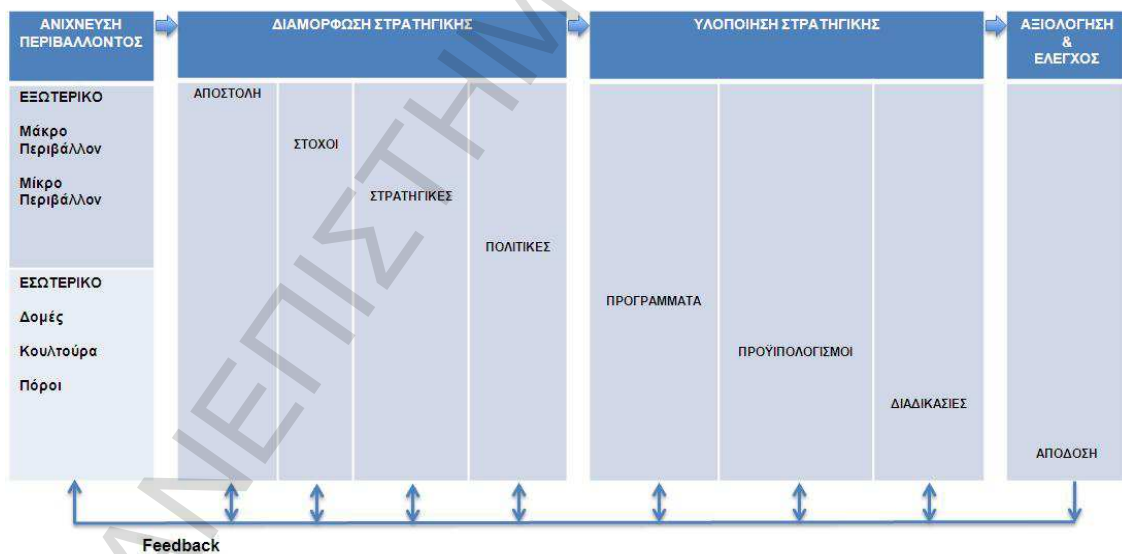 ΑΝΙΧΝΕΥΣΗ
ΠΕΡΙΒΑΛΛΟΝΤΟΣ
ΔΙΑΜΟΡΦΩΣΗ ΣΤΡΑΤΗΓΙΚΗΣ
ΥΛΟΠΟΙΗΣΗ ΣΤΡΑΤΗΓΙΚΗΣ
ΑΞΙΟΛΟΓΗΣΗ
&
ΕΛΕΓΧΟΣ
ΕΞΩΤΕΡΙΚΟ
Μάκρο
Περιβάλλον
Μίκρο
Περιβάλλον
ΕΣΩΤΕΡΙΚΟ
Δομές
Κουλτούρα
Πόροι
ΑΠΟΣΤΟΛΗ
ΣΤΟΧΟΙ
ΣΤΡΑΤΗΓΙΚΕΣ
ΠΟΛΙΤΙΚΕΣ
ΠΡΟΓΡΑΜΜΑΤΑ
ΠΡΟΫΙΠΟΛΟΓΙΣΜΟΙ
ΔΙΑΔΙΚΑΣΙΕΣ
ΑΠΟΔΟΣΗ
Feedback